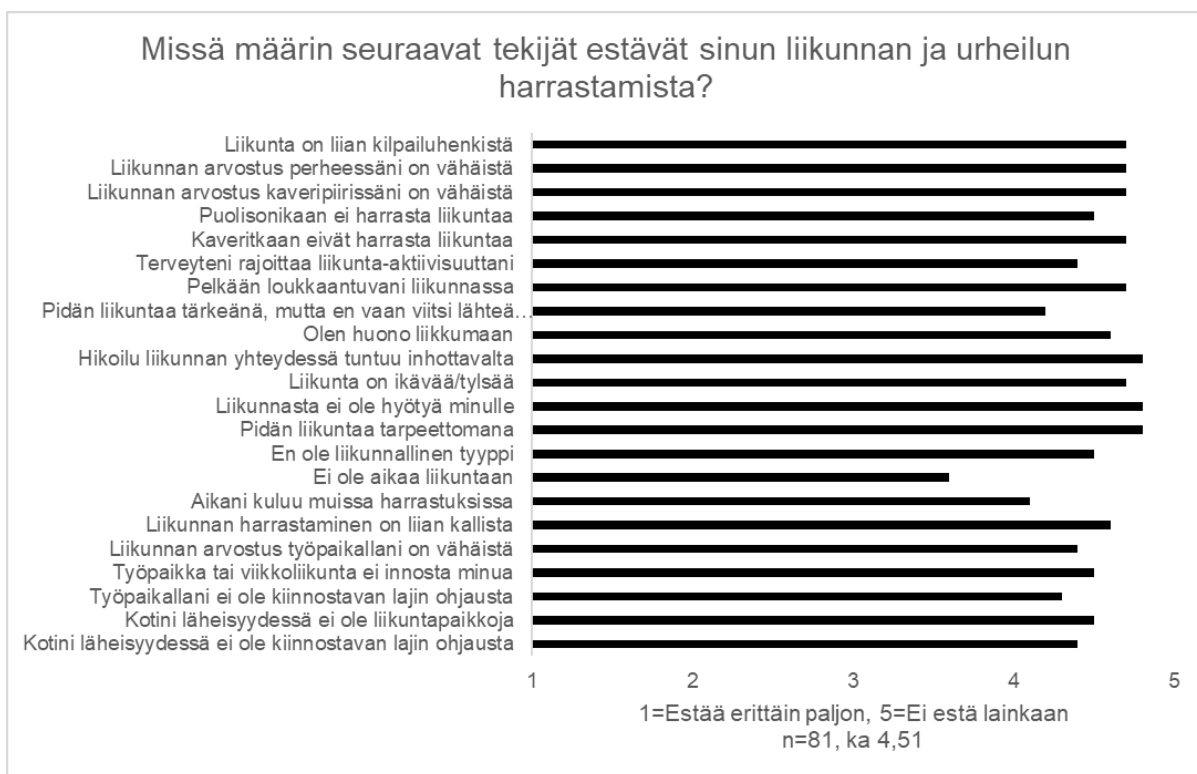 Missä määrin seuraavat tekijät estävät sinun liikunnan ja urheilun
harrastamista?
Liikunta on liian kilpailuhenkistä
Liikunnan arvostus perheessäni on vähäistä
Liikunnan arvostus kaveripiirissäni on vähäistä
Puolisonikaan ei harrasta liikuntaa
Kaveritkaan eivät harrasta liikuntaa
Terveyteni rajoittaa liikunta-aktiivisuuttani
Pelkään loukkaantuvani liikunnassa
Pidän liikuntaa tärkeänä, mutta en vaan viitsi lähteä…
Olen huono liikkumaan
Hikoilu liikunnan yhteydessä tuntuu inhottavalta
Liikunta on ikävää/tylsää
Liikunnasta ei ole hyötyä minulle
Pidän liikuntaa tarpeettomana
En ole liikunnallinen tyyppi
Ei ole aikaa liikuntaan
Aikani kuluu muissa harrastuksissa
Liikunnan harrastaminen on liian kallista
Liikunnan arvostus työpaikallani on vähäistä
Työpaikka tai viikkoliikunta ei innosta minua
Työpaikallani ei ole kiinnostavan lajin ohjausta
Kotini läheisyydessä ei ole liikuntapaikkoja
Kotini läheisyydessä ei ole kiinnostavan lajin ohjausta
1 2 3 4 5
1=Estää erittäin paljon, 5=Ei estä lainkaan
n=81, ka 4,51